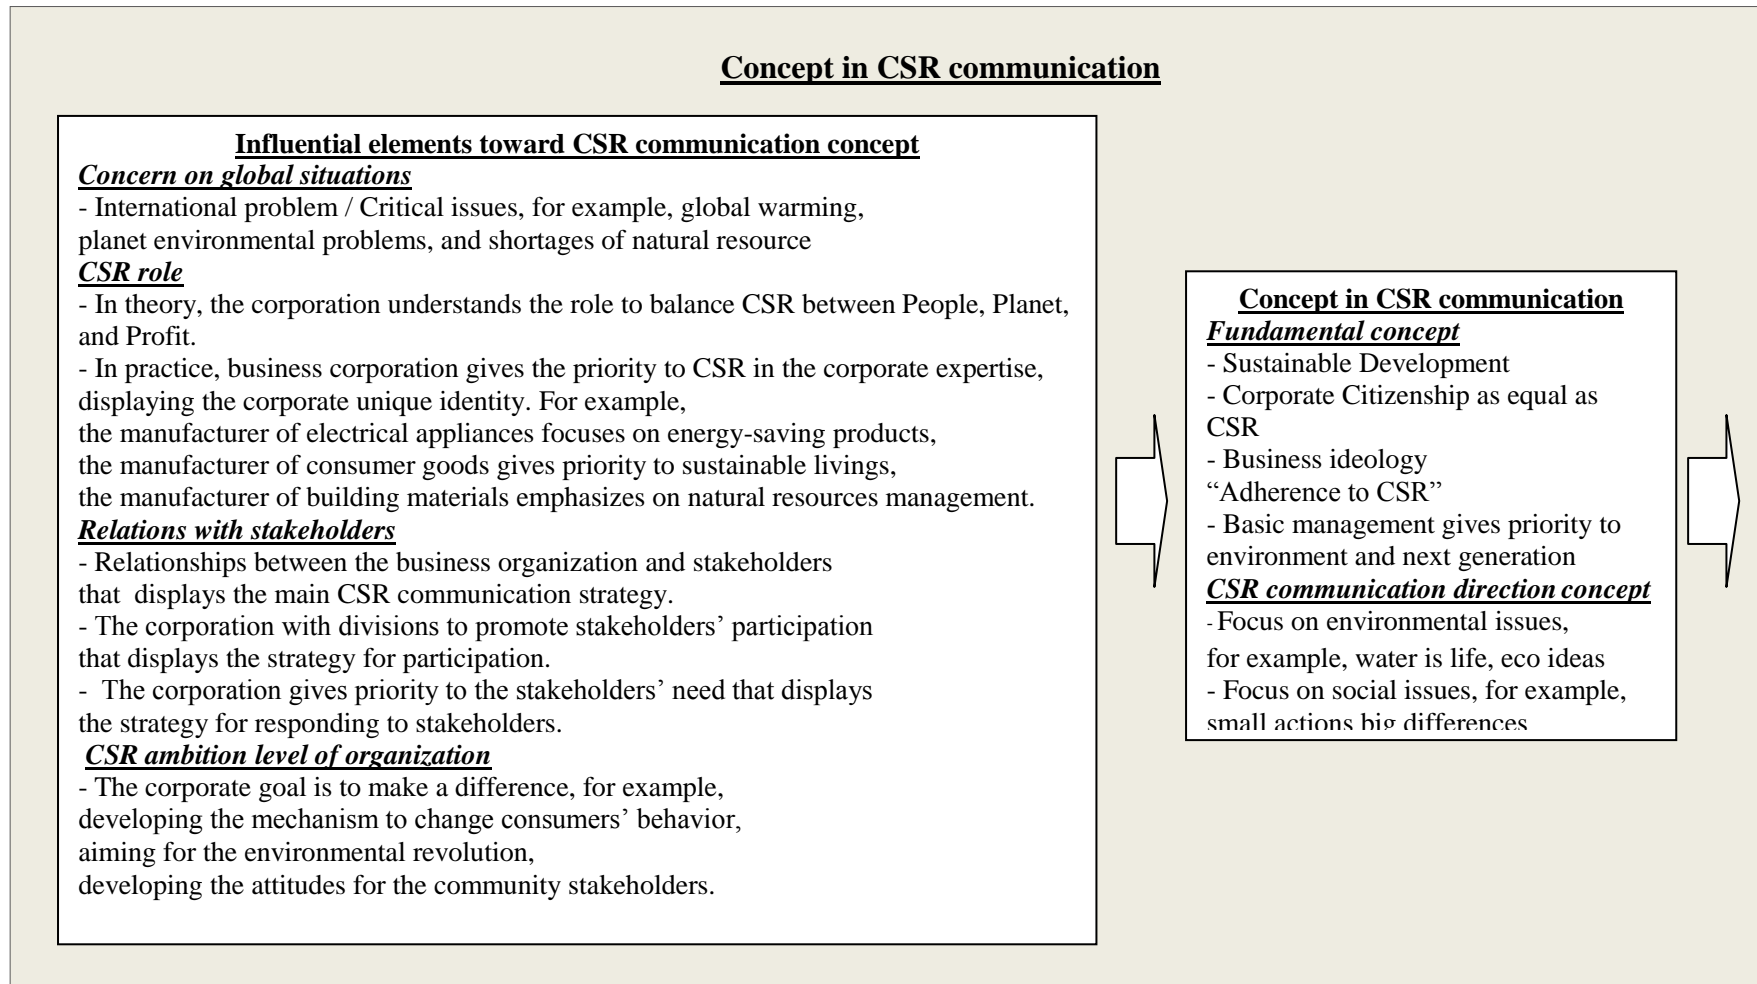 Concept in CSR communication
Influential elements toward CSR communication concept
Concern on global situations
- International problem / Critical issues, for example, global warming,
planet environmental problems, and shortages of natural resource
CSR role
- In theory, the corporation understands the role to balance CSR between People, Planet,
and Profit.
- In practice, business corporation gives the priority to CSR in the corporate expertise,
displaying the corporate unique identity. For example,
the manufacturer of electrical appliances focuses on energy-saving products,
the manufacturer of consumer goods gives priority to sustainable livings,
the manufacturer of building materials emphasizes on natural resources management.
Relations with stakeholders
- Relationships between the business organization and stakeholders
that  displays the main CSR communication strategy.
- The corporation with divisions to promote stakeholders’ participation
that displays the strategy for participation.
-  The corporation gives priority to the stakeholders’ need that displays
the strategy for responding to stakeholders.
CSR ambition level of organization
- The corporate goal is to make a difference, for example,
developing the mechanism to change consumers’ behavior,
aiming for the environmental revolution,
developing the attitudes for the community stakeholders.
Concept in CSR communication
Fundamental concept
- Sustainable Development
- Corporate Citizenship as equal as
CSR
- Business ideology
“Adherence to CSR”
- Basic management gives priority to
environment and next generation
CSR communication direction concept
- Focus on environmental issues,
for example, water is life, eco ideas
- Focus on social issues, for example,
small actions big differences